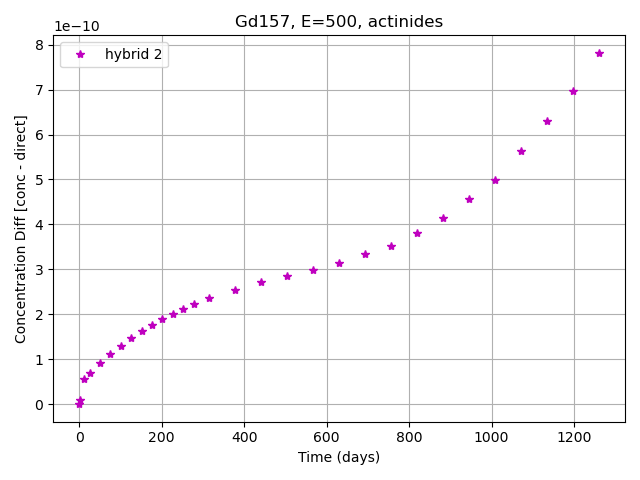 Gd157, E=500, actinides
1e−10
hybrid 2
8
7
6
5
4
3
2
1
0
Concentration Diff [conc - direct]
0 200 400 600 800 1000 1200
Time (days)